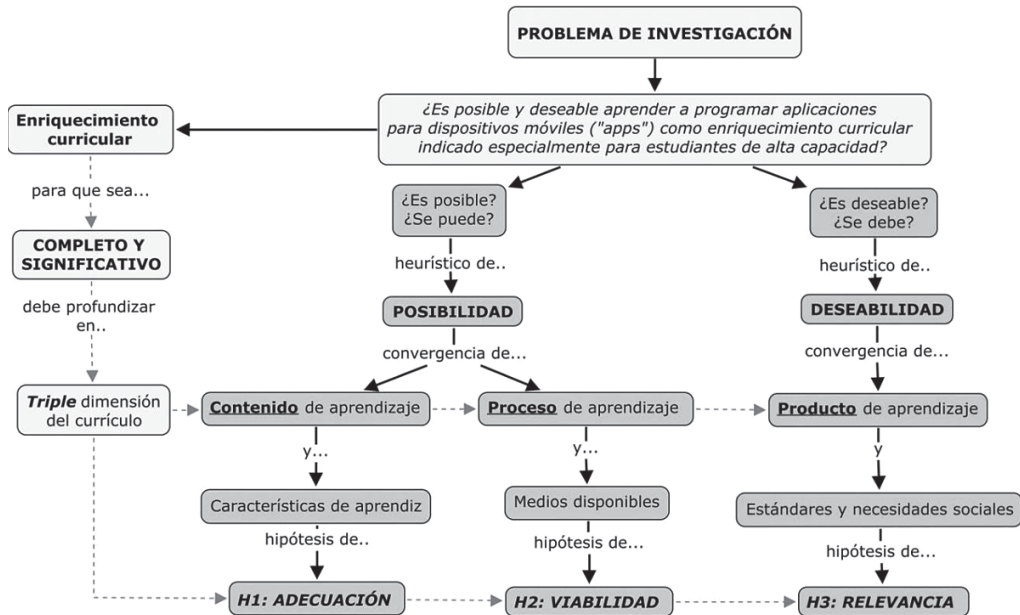 PROBLEMA DE INVESTIGACIÓN
¿Es posible y deseable aprender a programar aplicaciones
para dispositivos móviles ("apps") como enriquecimiento curricular
indicado especialmente para estudiantes de alta capacidad?
Enriquecimiento
curricular
para que sea...
COMPLETO Y
SIGNIFICATIVO
debe profundizar
en..
Triple dimensión
del currículo
¿Es posible?
¿Se puede?
heurístico de..
POSIBILIDAD
convergencia de...
¿Es deseable?
¿Se debe?
heurístico de..
DESEABILIDAD
convergencia de...
Contenido de aprendizaje
y...
Características de aprendiz
hipótesis de..
H1: ADECUACIÓN
Proceso de aprendizaje
y...
Medios disponibles
hipótesis de...
H2: VIABILIDAD
Producto de aprendizaje
y
Estándares y necesidades sociales
hipótesis de...
H3: RELEVANCIA